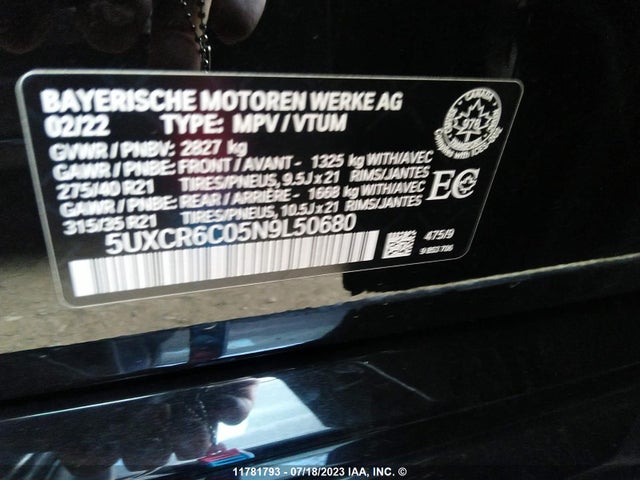 BAYERISCHE MOTOREN WERKE AG
02/22 TYPE: MPV / VTUM
GVWR / PNBV: 2827 kg
GAWR / PNBE: FRONT / AVANT - 1325 kg WITH/AVEC
275/40 R21 TIRES/PNEUS, 9.5J x 21 RIMS/JANTES
GAWR / PNBE: REAR / ARRIÈRE - 1668 kg WITH/AVEC
315/35 R21 TIRES/PNEUS, 10.5J x 21 RIMS/JANTES
5UXCR6C05N9L50680
CANADA
978
EC
475/9
11781793 - 07/18/2023 IAA, INC. ©